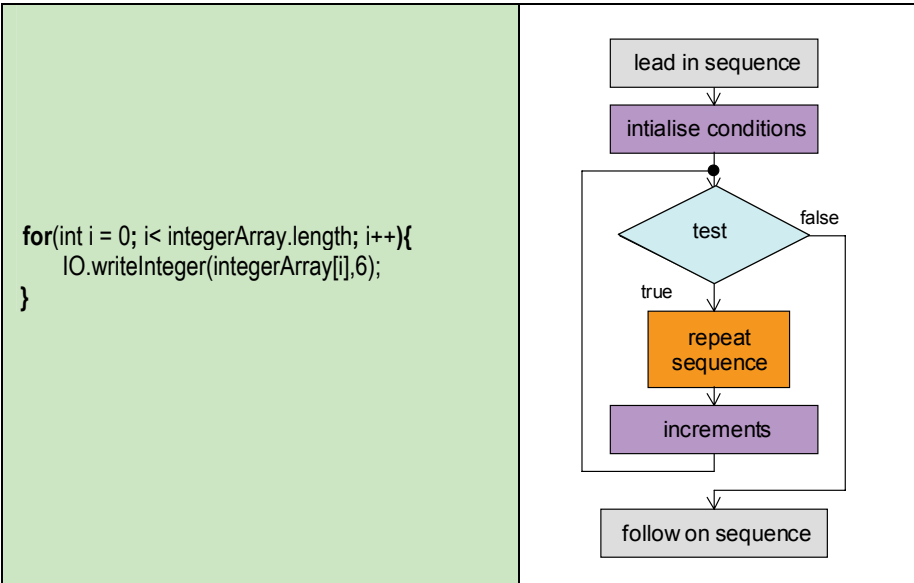 for(int i = 0; i< integerArray.length; i++){
IO.writeInteger(integerArray[i],6);
}
lead in sequence
intialise conditions
test
false
true
repeat
sequence
increments
follow on sequence